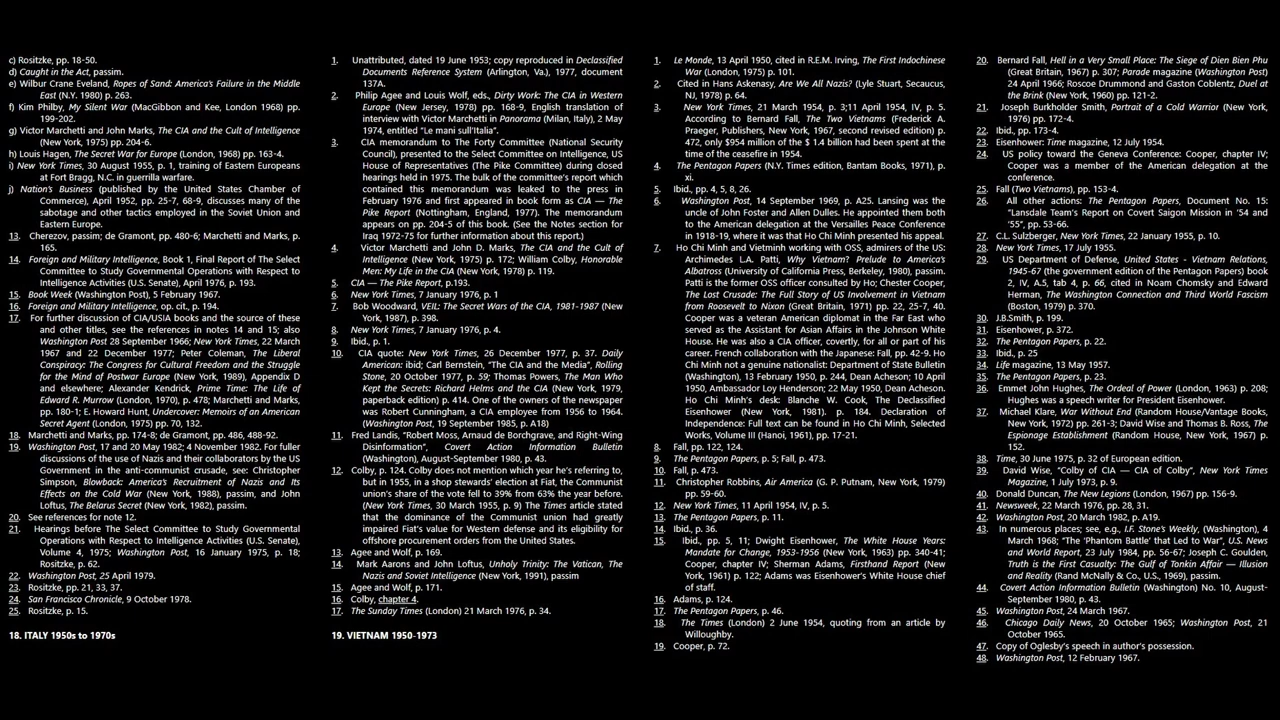 c) Rositzke, pp. 18-50.
d) Caught in the Act, passim.
e) Wilbur Crane Eveland, Ropes of Sand: America's Failure in the Middle
East (N.Y. 1980) p. 263.
f) Kim Philby, My Silent War (MacGibbon and Kee, London 1968) pp.
199-202.
g) Victor Marchetti and John Marks, The CIA and the Cult of Intelligence
(New York, 1975) pp. 204-6.
h) Louis Hagen, The Secret War for Europe (London, 1968) pp. 163-4.
i) New York Times, 30 August 1955, p. 1, training of Eastern Europeans
at Fort Bragg, N.C. in guerrilla warfare.
j) Nation's Business (published by the United States Chamber of
Commerce), April 1952, pp. 25-7, 68-9, discusses many of the
sabotage and other tactics employed in the Soviet Union and
Eastern Europe.
13. Cherezov, passim; de Gramont, pp. 480-6; Marchetti and Marks, p.
165.
14. Foreign and Military Intelligence, Book 1, Final Report of The Select
Committee to Study Governmental Operations with Respect to
Intelligence Activities (U.S. Senate), April 1976, p. 193.
15. Book Week (Washington Post), 5 February 1967.
16. Foreign and Military Intelligence, op. cit., p. 194.
17. For further discussion of CIA/USIA books and the source of these
and other titles, see the references in notes 14 and 15; also
Washington Post 28 September 1966; New York Times, 22 March
1967 and 22 December 1977; Peter Coleman, The Liberal
Conspiracy: The Congress for Cultural Freedom and the Struggle
for the Mind of Postwar Europe (New York, 1989), Appendix D
and elsewhere; Alexander Kendrick, Prime Time: The Life of
Edward R. Murrow (London, 1970), p. 478; Marchetti and Marks,
pp. 180-1; E. Howard Hunt, Undercover: Memoirs of an American
Secret Agent (London, 1975) pp. 70, 132.
18. Marchetti and Marks, pp. 174-8; de Gramont, pp. 486, 488-92.
19. Washington Post, 17 and 20 May 1982; 4 November 1982. For fuller
discussions of the use of Nazis and their collaborators by the US
Government in the anti-communist crusade, see: Christopher
Simpson, Blowback: America's Recruitment of Nazis and Its
Effects on the Cold War (New York, 1988), passim, and John
Loftus, The Belarus Secret (New York, 1982), passim.
20. See references for note 12.
21. Hearings before The Select Committee to Study Governmental
Operations with Respect to Intelligence Activities (U.S. Senate),
Volume 4, 1975; Washington Post, 16 January 1975, p. 18;
Rositzke, p. 62.
22. Washington Post, 25 April 1979.
23. Rositzke, pp. 21, 33, 37.
24. San Francisco Chronicle, 9 October 1978.
25. Rositzke, p. 15.
18. ITALY 1950s to 1970s
1. Unattributed, dated 19 June 1953; copy reproduced in Declassified
Documents Reference System (Arlington, Va.), 1977, document
137A.
2. Philip Agee and Louis Wolf, eds., Dirty Work: The CIA in Western
Europe (New Jersey, 1978) pp. 168-9, English translation of
interview with Victor Marchetti in Panorama (Milan, Italy), 2 May
1974, entitled "Le mani sull'Italia".
3. CIA memorandum to The Forty Committee (National Security
Council), presented to the Select Committee on Intelligence, US
House of Representatives (The Pike Committee) during closed
hearings held in 1975. The bulk of the committee's report which
contained this memorandum was leaked to the press in
February 1976 and first appeared in book form as CIA — The
Pike Report (Nottingham, England, 1977). The memorandum
appears on pp. 204-5 of this book. (See the Notes section for
Iraq 1972-75 for further information about this report.)
4. Victor Marchetti and John D. Marks, The CIA and the Cult of
Intelligence (New York, 1975) p. 172; William Colby, Honorable
Men: My Life in the CIA (New York, 1978) p. 119.
5. CIA — The Pike Report, p.193.
6. New York Times, 7 January 1976, p. 1
7. Bob Woodward, VEIL: The Secret Wars of the CIA, 1981-1987 (New
York, 1987), p. 398.
8. New York Times, 7 January 1976, p. 4.
9. Ibid., p. 1.
10. CIA quote: New York Times, 26 December 1977, p. 37. Daily
American: ibid; Carl Bernstein, "The CIA and the Media", Rolling
Stone, 20 October 1977, p. 59; Thomas Powers, The Man Who
Kept the Secrets: Richard Helms and the CIA (New York, 1979,
paperback edition) p. 414. One of the owners of the newspaper
was Robert Cunningham, a CIA employee from 1956 to 1964.
(Washington Post, 19 September 1985, p. A18)
11. Fred Landis, "Robert Moss, Arnaud de Borchgrave, and Right-Wing
Disinformation", Covert Action Information Bulletin
(Washington), August-September 1980, p. 43.
12. Colby, p. 124. Colby does not mention which year he's referring to,
but in 1955, in a shop stewards' election at Fiat, the Communist
union's share of the vote fell to 39% from 63% the year before.
(New York Times, 30 March 1955, p. 9) The Times article stated
that the dominance of the Communist union had greatly
impaired Fiat's value for Western defense and its eligibility for
offshore procurement orders from the United States.
13. Agee and Wolf, p. 169.
14. Mark Aarons and John Loftus, Unholy Trinity: The Vatican, The
Nazis and Soviet Intelligence (New York, 1991), passim
15. Agee and Wolf, p. 171.
16. Colby, chapter 4.
17. The Sunday Times (London) 21 March 1976, p. 34.
19. VIETNAM 1950-1973
1. Le Monde, 13 April 1950, cited in R.E.M. Irving, The First Indochinese
War (London, 1975) p. 101.
2. Cited in Hans Askenasy, Are We All Nazis? (Lyle Stuart, Secaucus,
NJ, 1978) p. 64.
3. New York Times, 21 March 1954, p. 3;11 April 1954, IV, p. 5.
According to Bernard Fall, The Two Vietnams (Frederick A.
Praeger, Publishers, New York, 1967, second revised edition) p.
472, only $954 million of the $ 1.4 billion had been spent at the
time of the ceasefire in 1954.
4. The Pentagon Papers (N.Y. Times edition, Bantam Books, 1971), p.
xi.
5. Ibid., pp. 4, 5, 8, 26.
6. Washington Post, 14 September 1969, p. A25. Lansing was the
uncle of John Foster and Allen Dulles. He appointed them both
to the American delegation at the Versailles Peace Conference
in 1918-19, where it was that Ho Chi Minh presented his appeal.
7. Ho Chi Minh and Vietminh working with OSS, admirers of the US:
Archimedes L.A. Patti, Why Vietnam? Prelude to America's
Albatross (University of California Press, Berkeley, 1980), passim.
Patti is the former OSS officer consulted by Ho; Chester Cooper,
The Lost Crusade: The Full Story of US Involvement in Vietnam
from Roosevelt to Nixon (Great Britain, 1971) pp. 22, 25-7, 40.
Cooper was a veteran American diplomat in the Far East who
served as the Assistant for Asian Affairs in the Johnson White
House. He was also a CIA officer, covertly, for all or part of his
career. French collaboration with the Japanese: Fall, pp. 42-9. Ho
Chi Minh not a genuine nationalist: Department of State Bulletin
(Washington), 13 February 1950, p. 244, Dean Acheson; 10 April
1950, Ambassador Loy Henderson; 22 May 1950, Dean Acheson.
Ho Chi Minh's desk: Blanche W. Cook, The Declassified
Eisenhower (New York, 1981). p. 184. Declaration of
Independence: Full text can be found in Ho Chi Minh, Selected
Works, Volume III (Hanoi, 1961), pp. 17-21.
8. Fall, pp. 122, 124.
9. The Pentagon Papers, p. 5; Fall, p. 473.
10. Fall, p. 473.
11. Christopher Robbins, Air America (G. P. Putnam, New York, 1979)
pp. 59-60.
12. New York Times, 11 April 1954, IV, p. 5.
13. The Pentagon Papers, p. 11.
14. Ibid., p. 36.
15. Ibid., pp. 5, 11; Dwight Eisenhower, The White House Years:
Mandate for Change, 1953-1956 (New York, 1963) pp. 340-41;
Cooper, chapter IV; Sherman Adams, Firsthand Report (New
York, 1961) p. 122; Adams was Eisenhower's White House chief
of staff.
16. Adams, p. 124.
17. The Pentagon Papers, p. 46.
18. The Times (London) 2 June 1954, quoting from an article by
Willoughby.
19. Cooper, p. 72.
20. Bernard Fall, Hell in a Very Small Place: The Siege of Dien Bien Phu
(Great Britain, 1967) p. 307; Parade magazine (Washington Post)
24 April 1966; Roscoe Drummond and Gaston Coblentz, Duel at
the Brink (New York, 1960) pp. 121-2.
21. Joseph Burkholder Smith, Portrait of a Cold Warrior (New York,
1976) pp. 172-4.
22. Ibid., pp. 173-4.
23. Eisenhower: Time magazine, 12 July 1954.
24. US policy toward the Geneva Conference: Cooper, chapter IV;
Cooper was a member of the American delegation at the
conference.
25. Fall (Two Vietnams), pp. 153-4.
26. All other actions: The Pentagon Papers, Document No. 15:
"Lansdale Team's Report on Covert Saigon Mission in '54 and
'55", pp. 53-66.
27. C.L. Sulzberger, New York Times, 22 January 1955, p. 10.
28. New York Times, 17 July 1955.
29. US Department of Defense, United States - Vietnam Relations,
1945-67 (the government edition of the Pentagon Papers) book
2, IV, A.5, tab 4, p. 66, cited in Noam Chomsky and Edward
Herman, The Washington Connection and Third World Fascism
(Boston, 1979) p. 370.
30. J.B.Smith, p. 199.
31. Eisenhower, p. 372.
32. The Pentagon Papers, p. 22.
33. Ibid., p. 25
34. Life magazine, 13 May 1957.
35. The Pentagon Papers, p. 23.
36. Emmet John Hughes, The Ordeal of Power (London, 1963) p. 208;
Hughes was a speech writer for President Eisenhower.
37. Michael Klare, War Without End (Random House/Vantage Books,
New York, 1972) pp. 261-3; David Wise and Thomas B. Ross, The
Espionage Establishment (Random House, New York, 1967) p.
152.
38. Time, 30 June 1975, p. 32 of European edition.
39. David Wise, "Colby of CIA — CIA of Colby", New York Times
Magazine, 1 July 1973, p. 9.
40. Donald Duncan, The New Legions (London, 1967) pp. 156-9.
41. Newsweek, 22 March 1976, pp. 28, 31.
42. Washington Post, 20 March 1982, p. A19.
43. In numerous places; see, e.g., I.F. Stone's Weekly, (Washington), 4
March 1968; "The 'Phantom Battle' that Led to War", U.S. News
and World Report, 23 July 1984, pp. 56-67; Joseph C. Goulden,
Truth is the First Casualty: The Gulf of Tonkin Affair — Illusion
and Reality (Rand McNally & Co., U.S., 1969), passim.
44. Covert Action Information Bulletin (Washington) No. 10, August-
September 1980, p. 43.
45. Washington Post, 24 March 1967.
46. Chicago Daily News, 20 October 1965; Washington Post, 21
October 1965.
47. Copy of Oglesby's speech in author's possession.
48. Washington Post, 12 February 1967.